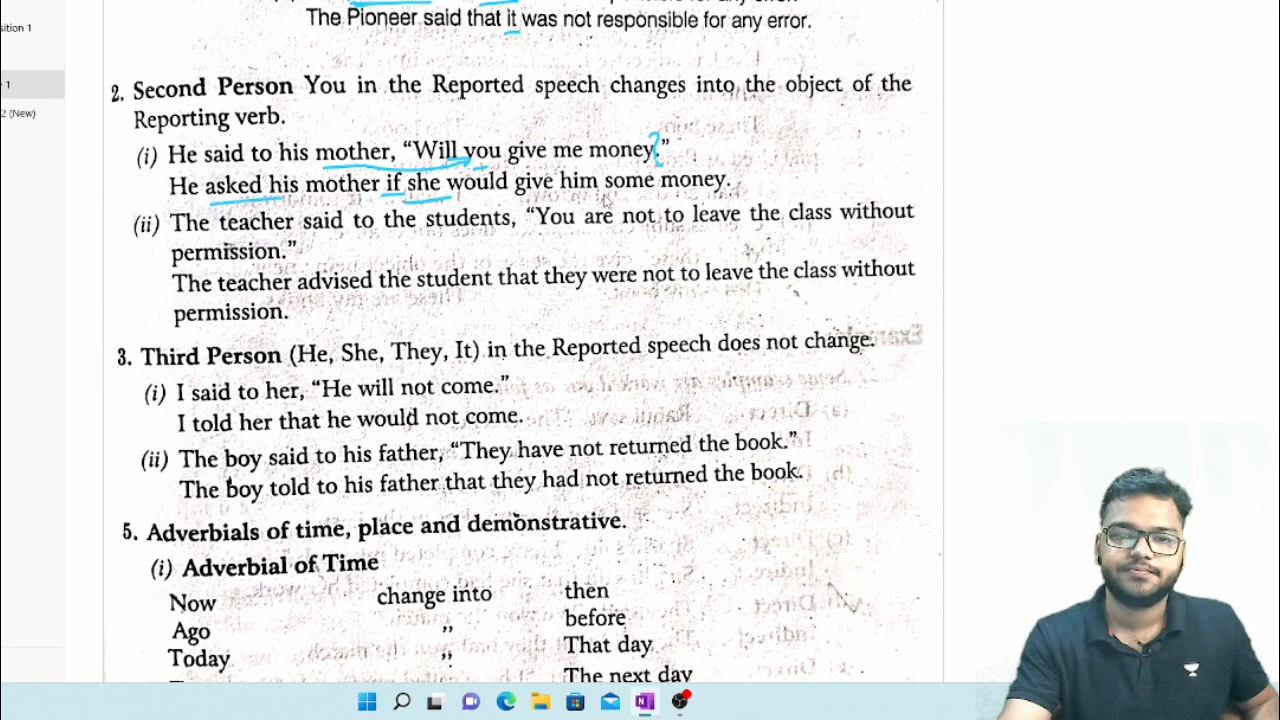 sition 1
1
2 (New)
The Pioneer said that it was not responsible for any error.
2. Second Person You in the Reported speech changes into the object of the
Reporting verb.
(i) He said to his mother, “Will you give me money?”
He asked his mother if she would give him some money.
(ii) The teacher said to the students, “You are not to leave the class without
permission.”
The teacher advised the student that they were not to leave the class without
permission.
3. Third Person (He, She, They, It) in the Reported speech does not change.
(i) I said to her, “He will not come.”
I told her that he would not come.
(ii) The boy said to his father, “They have not returned the book.”
The boy told to his father that they had not returned the book.
5. Adverbials of time, place and demonstrative.
(i) Adverbial of Time
Now change into then
Ago ,, before
Today ,, That day
The next day